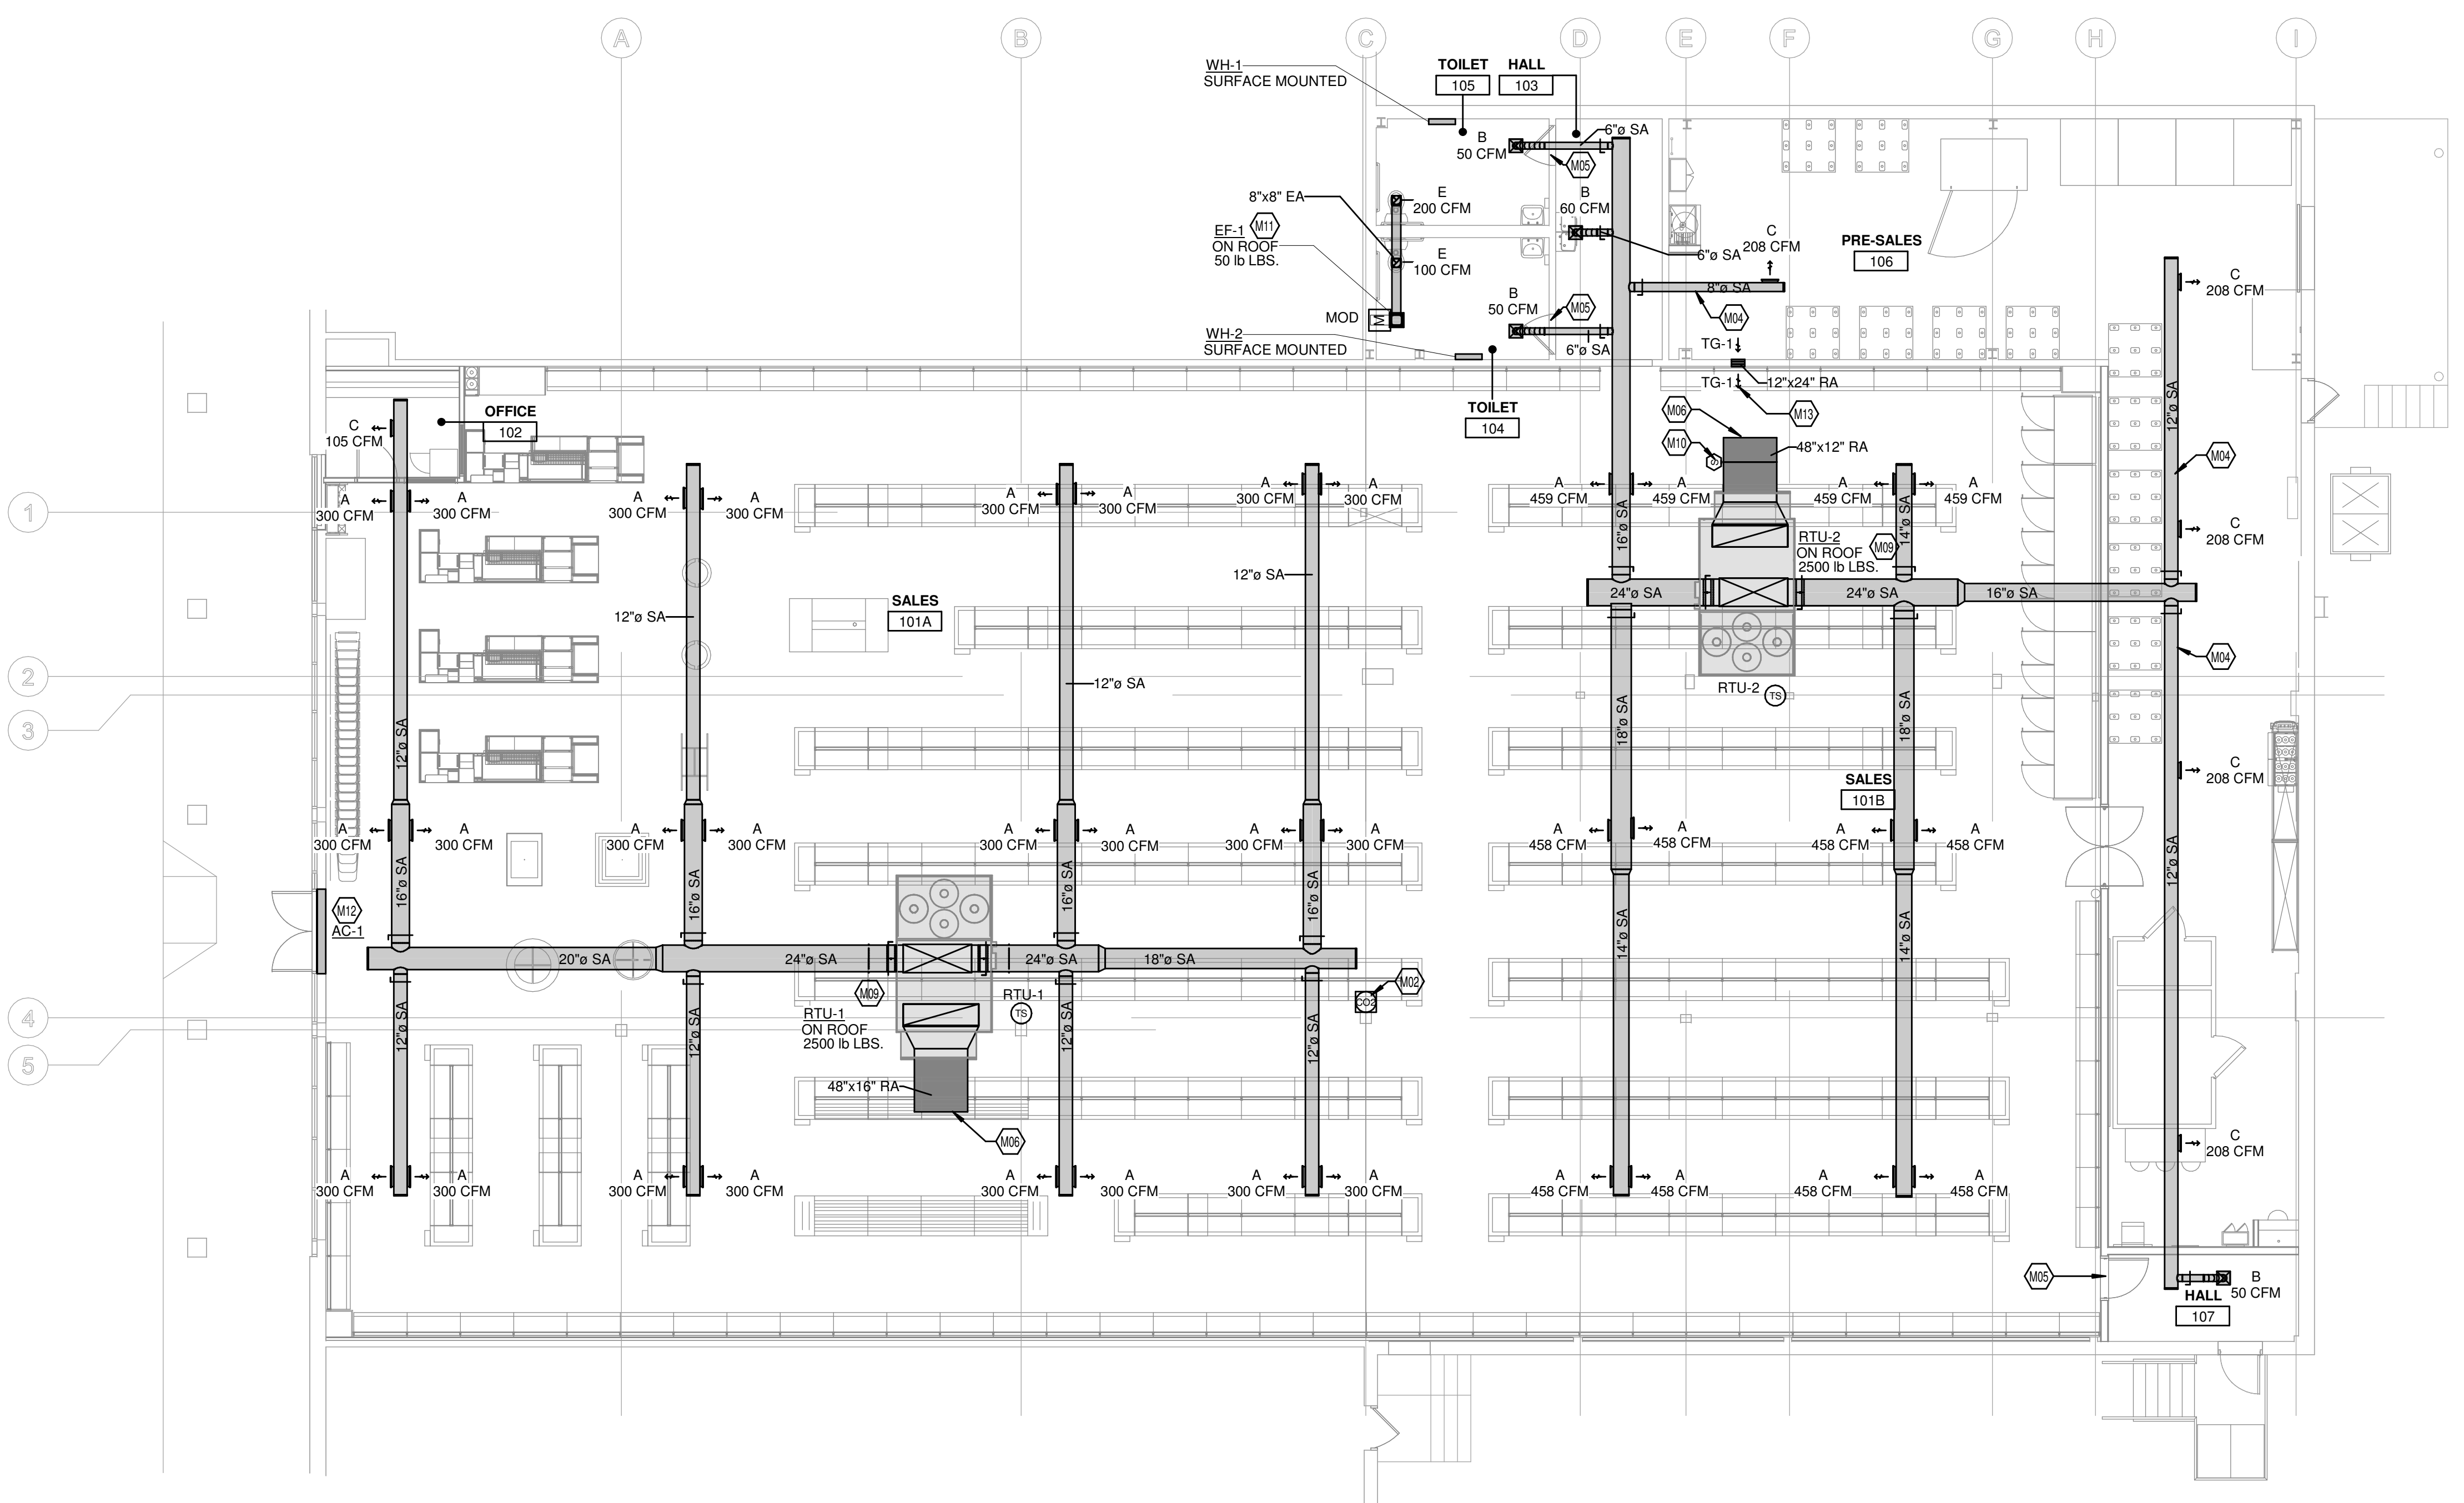 A
B
C
D
E
F
G
H
I
WH-1
SURFACE MOUNTED
TOILET
105
HALL
103
6"ø SA
B
50 CFM
M05
8"x8" EA
E
200 CFM
B
60 CFM
EF-1
M11
ON ROOF
50 lb LBS.
E
100 CFM
6"ø SA
C
208 CFM
PRE-SALES
106
C
208 CFM
8"ø SA
B
50 CFM
M05
M04
MOD
M
WH-2
SURFACE MOUNTED
6"ø SA
TG-1
TG-1
12"x24" RA
M13
12"ø SA
OFFICE
102
C
105 CFM
TOILET
104
M06
M10
S
48"x12" RA
M04
1
A
300 CFM
A
300 CFM
A
300 CFM
A
300 CFM
A
300 CFM
A
300 CFM
A
300 CFM
A
300 CFM
A
459 CFM
A
459 CFM
A
459 CFM
A
459 CFM
16"ø SA
14"ø SA
C
208 CFM
RTU-2
ON ROOF
2500 lb LBS.
M09
12"ø SA
24"ø SA
24"ø SA
16"ø SA
SALES
101A
12"ø SA
2
12"ø SA
RTU-2
TS
M04
3
12"ø SA
18"ø SA
18"ø SA
C
208 CFM
SALES
101B
A
300 CFM
A
300 CFM
A
300 CFM
A
300 CFM
A
300 CFM
A
300 CFM
A
300 CFM
A
300 CFM
A
458 CFM
A
458 CFM
A
458 CFM
A
458 CFM
12"ø SA
16"ø SA
16"ø SA
16"ø SA
16"ø SA
M12
AC-1
14"ø SA
14"ø SA
20"ø SA
24"ø SA
24"ø SA
18"ø SA
M09
RTU-1
TS
M02
CO2
4
RTU-1
ON ROOF
2500 lb LBS.
12"ø SA
12"ø SA
12"ø SA
12"ø SA
5
48"x16" RA
M06
C
208 CFM
A
300 CFM
A
300 CFM
A
300 CFM
A
300 CFM
A
300 CFM
A
300 CFM
A
300 CFM
A
300 CFM
A
458 CFM
A
458 CFM
A
458 CFM
A
458 CFM
M05
B
50 CFM
HALL
107